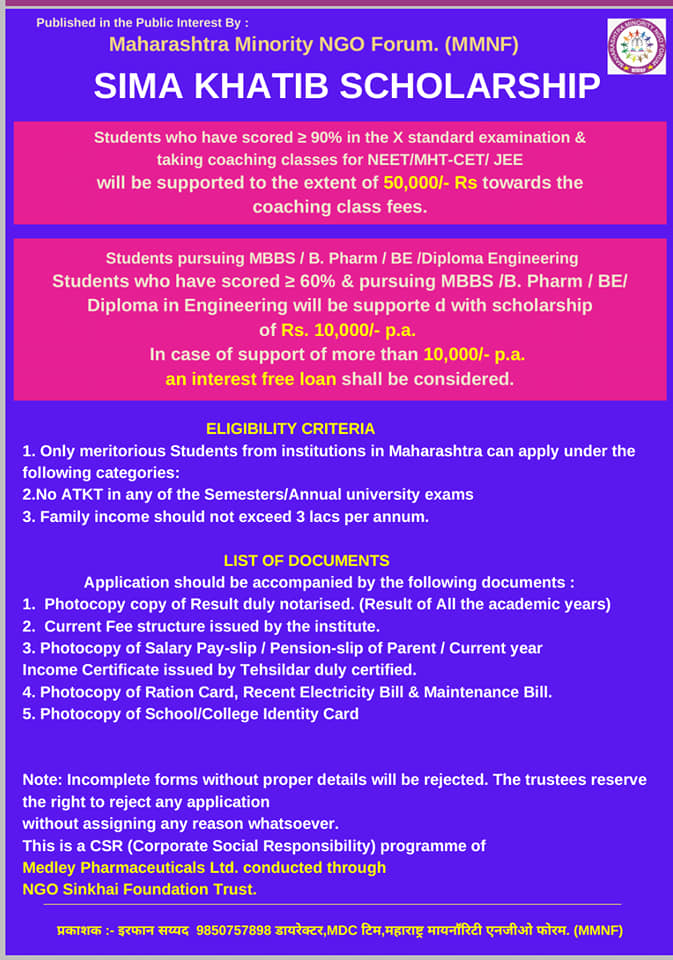 Published in the Public Interest By :
Maharashtra Minority NGO Forum. (MMNF)
SIMA KHATIB SCHOLARSHIP
Students who have scored ≥ 90% in the X standard examination &
taking coaching classes for NEET/MHT-CET/ JEE
will be supported to the extent of 50,000/- Rs towards the
coaching class fees.
Students pursuing MBBS / B. Pharm / BE /Diploma Engineering
Students who have scored ≥ 60% & pursuing MBBS /B. Pharm / BE/
Diploma in Engineering will be supporte d with scholarship
of Rs. 10,000/- p.a.
In case of support of more than 10,000/- p.a.
an interest free loan shall be considered.
ELIGIBILITY CRITERIA
1. Only meritorious Students from institutions in Maharashtra can apply under the
following categories:
2.No ATKT in any of the Semesters/Annual university exams
3. Family income should not exceed 3 lacs per annum.
LIST OF DOCUMENTS
Application should be accompanied by the following documents :
1.  Photocopy copy of Result duly notarised. (Result of All the academic years)
2.  Current Fee structure issued by the institute.
3. Photocopy of Salary Pay-slip / Pension-slip of Parent / Current year
Income Certificate issued by Tehsildar duly certified.
4. Photocopy of Ration Card, Recent Electricity Bill & Maintenance Bill.
5. Photocopy of School/College Identity Card
Note: Incomplete forms without proper details will be rejected. The trustees reserve
the right to reject any application
without assigning any reason whatsoever.
This is a CSR (Corporate Social Responsibility) programme of
Medley Pharmaceuticals Ltd. conducted through
NGO Sinkhai Foundation Trust.
प्रकाशक :- इरफान सय्यद  9850757898 डायरेक्टर,MDC टिम,महाराष्ट्र मायनॉरिटी एनजीओ फोरम. (MMNF)